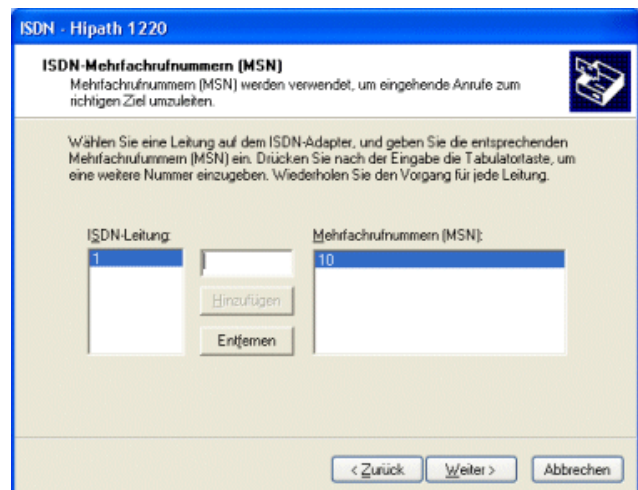 ISDN - Hipath 1220
ISDN-Mehrfachrufnummern (MSN)
Mehrfachrufnummern (MSN) werden verwendet, um eingehende Anrufe zum
richtigen Ziel umzuleiten.
Wählen Sie eine Leitung auf dem ISDN-Adapter, und geben Sie die entsprechenden
Mehrfachrufummern (MSN) ein. Drücken Sie nach der Eingabe die Tabulatortaste, um
eine weitere Nummer einzugeben. Wiederholen Sie den Vorgang für jede Leitung.
ISDN-Leitung:
Mehrfachrufnummern (MSN):
1
10
Hinzufügen
Entfernen
< Zurück
Weiter >
Abbrechen